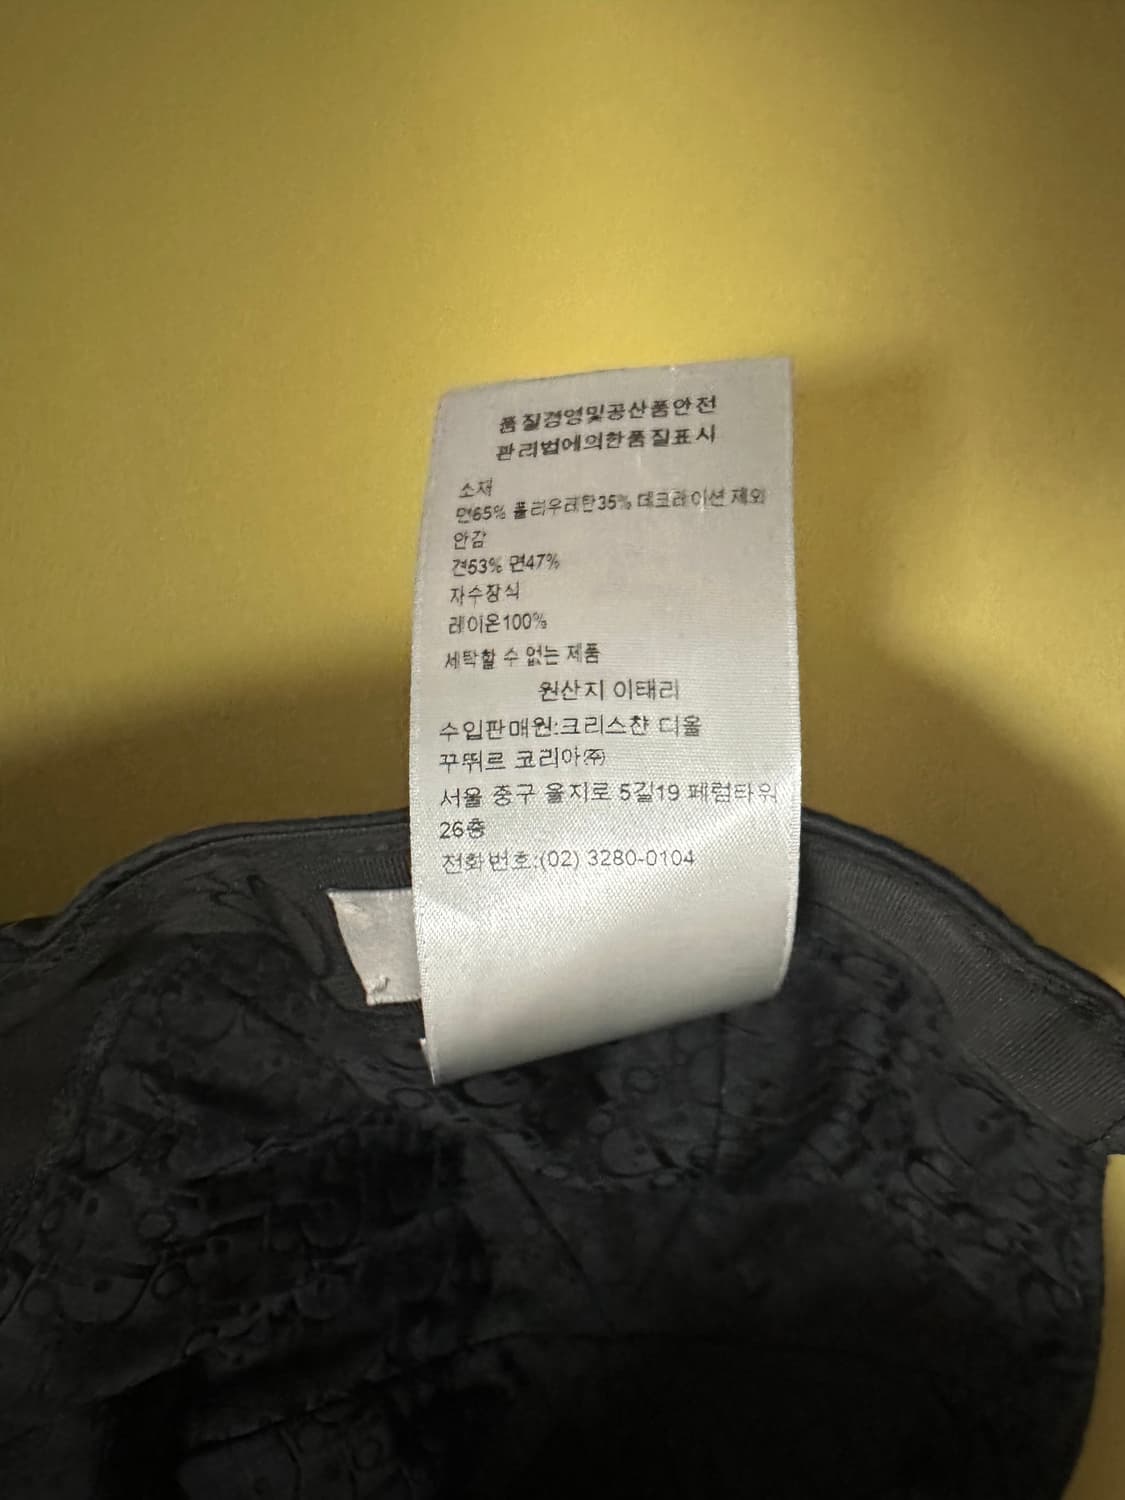 품질경영및공산품안전
관리법에의한품질표시
소재
면65% 폴리우레탄35% 데코레이션 제외
안감
견53% 면47%
자수장식
레이온100%
세탁할 수 없는 제품
원산지 이태리
수입판매원:크리스챤 디올
꾸뛰르 코리아㈜
서울 중구 을지로 5길19 페럼타워
26층
전화번호:(02) 3280-0104